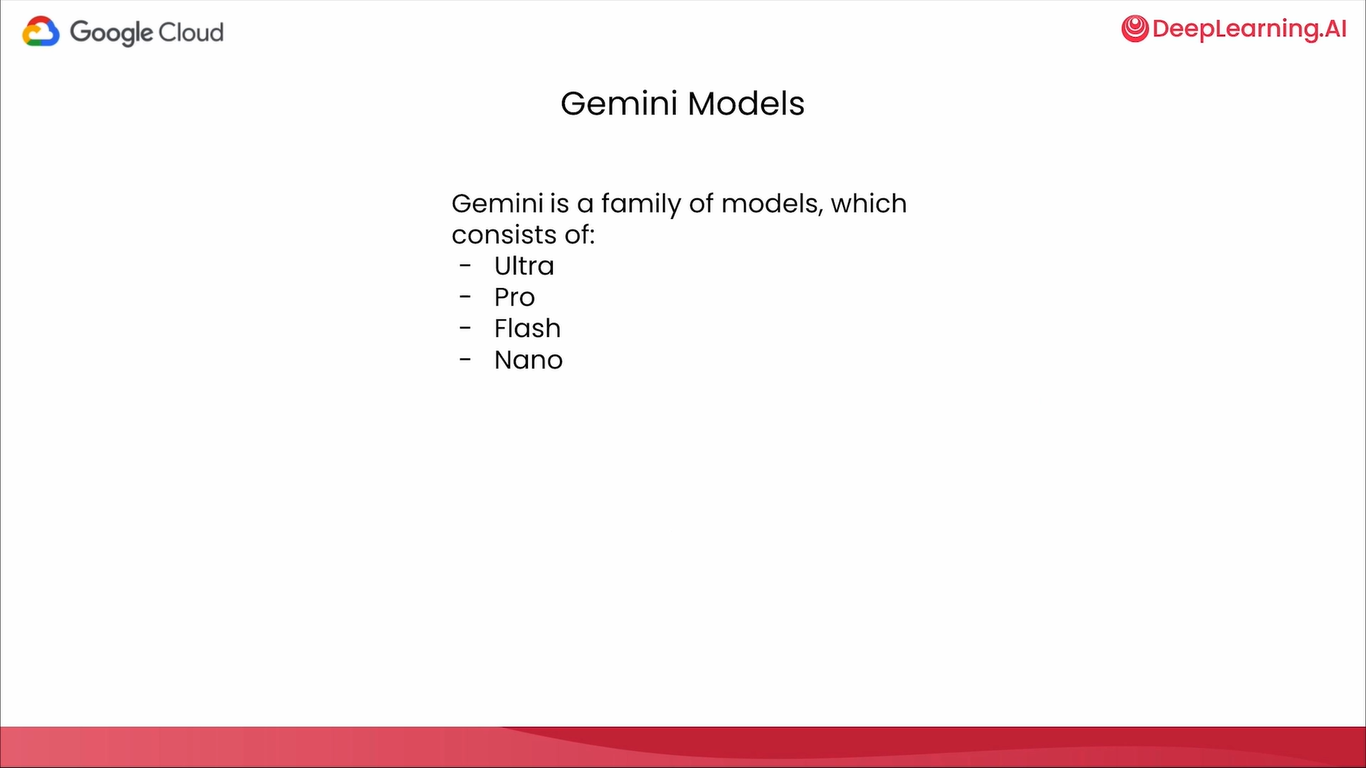 Google Cloud
DeepLearning.AI
Gemini Models
Gemini is a family of models, which
consists of:
- Ultra
- Pro
- Flash
- Nano